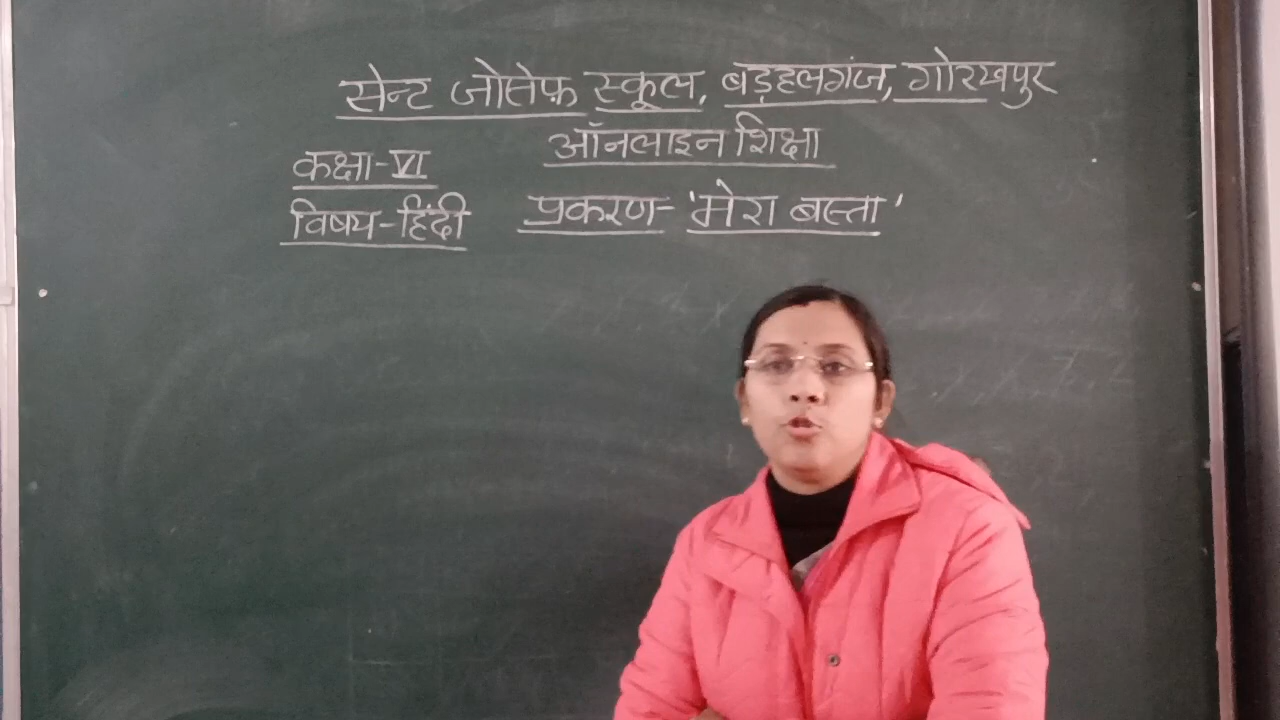 सेन्ट जोसेफ़ स्कूल, बड़हलगंज, गोरखपुर
ऑनलाइन शिक्षा
कक्षा-VI
विषय-हिंदी प्रकरण-'मेरा बस्ता'